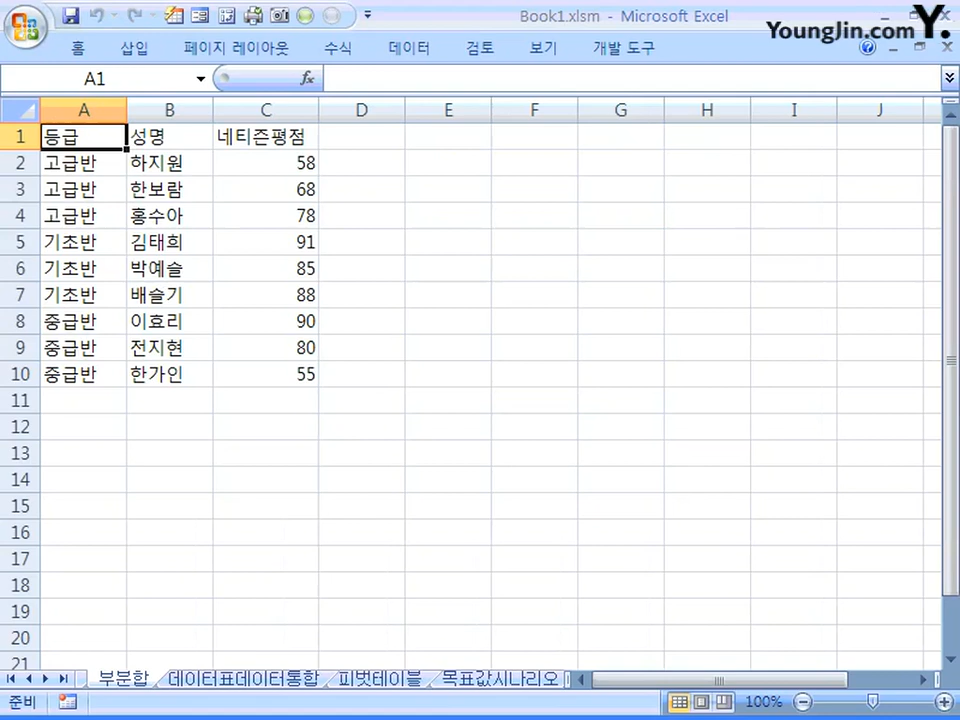 Book1.xlsm - Microsoft Excel
YoungJin.com Y.
홈 삽입 페이지 레이아웃 수식 데이터 검토 보기 개발 도구
A1 fx
A B C D E F G H I J
1 등급 성명 네티즌평점
2 고급반 하지원 58
3 고급반 한보람 68
4 고급반 홍수아 78
5 기초반 김태희 91
6 기초반 박예슬 85
7 기초반 배슬기 88
8 중급반 이효리 90
9 중급반 전지현 80
10 중급반 한가인 55
11
12
13
14
15
16
17
18
19
20
21
부분합 데이터표데이터통합 피벗테이블 목표값시나리오
준비 100%